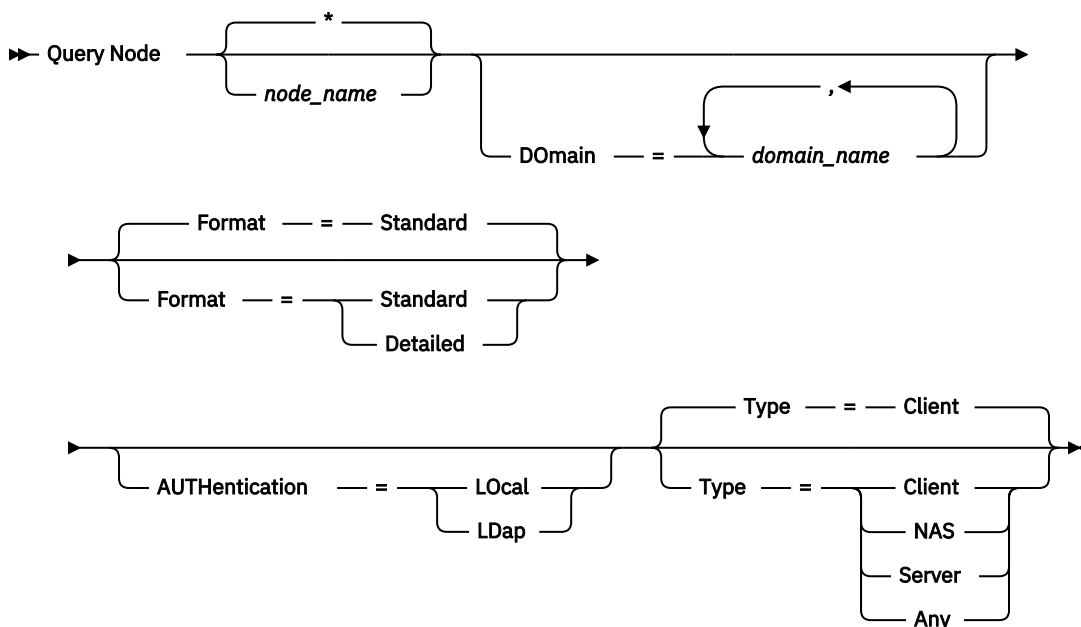 *
Query Node
node_name
,
DOmain = domain_name
Format = Standard
Format = Standard
Detailed
Type = Client
AUTHentication = LOcal
LDap
Type = Client
NAS
Server
Any